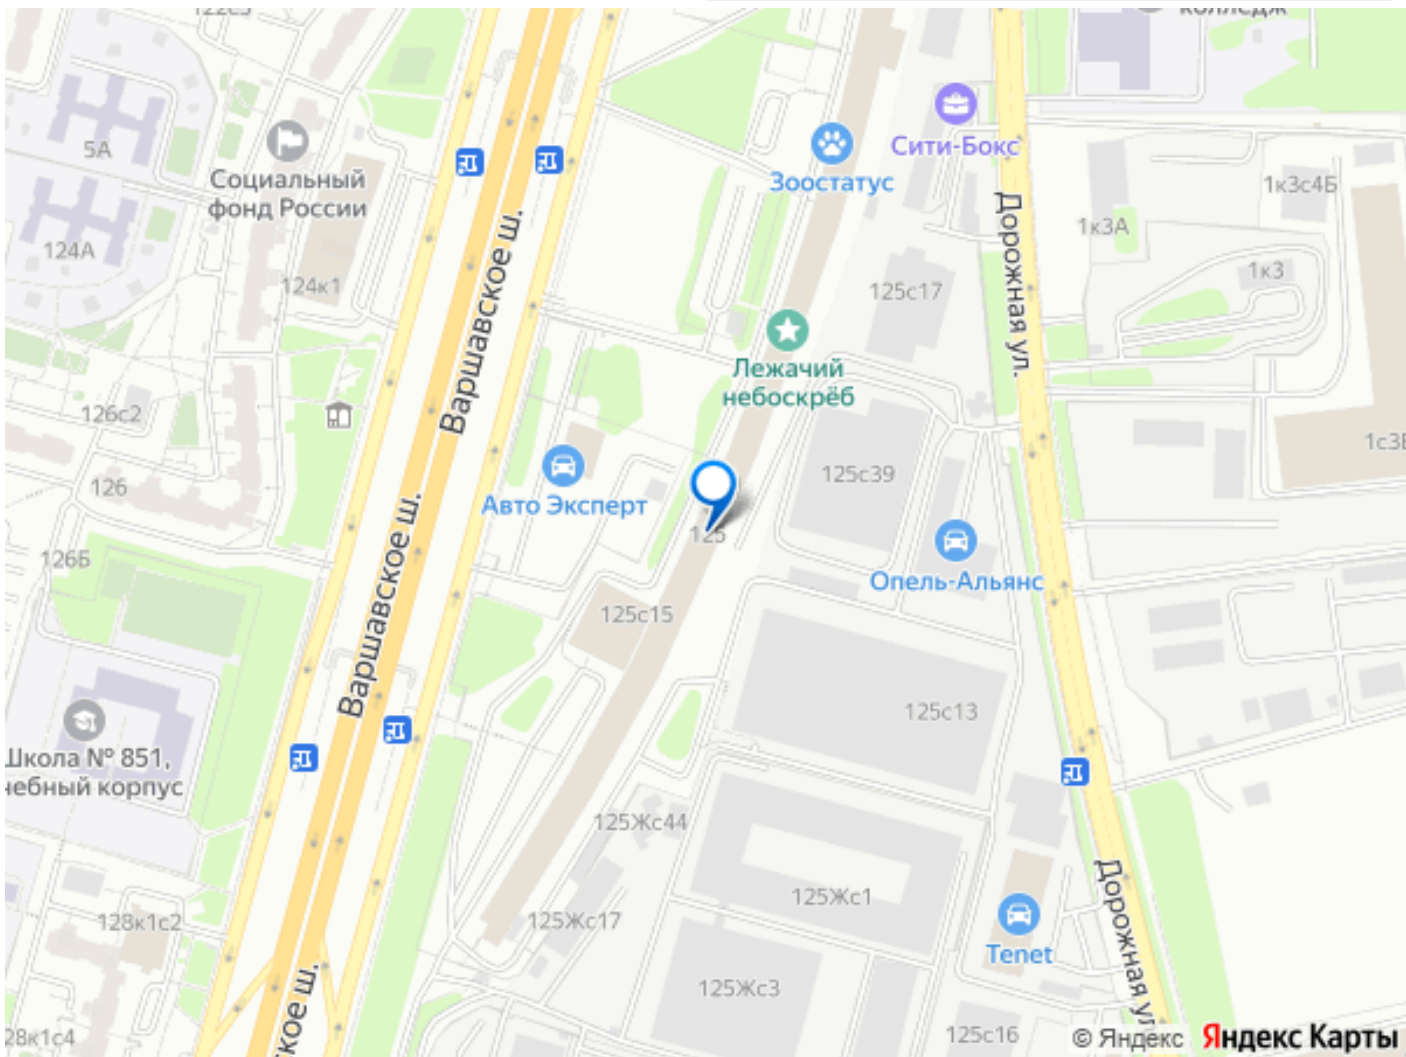 колледж
5А
Социальный
фонд России
Зоостатус
Сити-Бокс
1к3с4Б
1к3А
124А
124к1
Варшавское ш.
125с17
Дорожная ул.
1к3
Лежачий
небоскрёб
126с2
126
126Б
Авто Эксперт
125с39
125
Опель-Альянс
125с15
Варшавское ш.
125с13
Школа № 851,
чебный корпус
125Жс44
125Жс1
125Жс17
128к1с2
Tenet
Дорожная ул.
125Жс3
28к1с4
ское ш.
125с16
© Яндекс Яндекс Карты